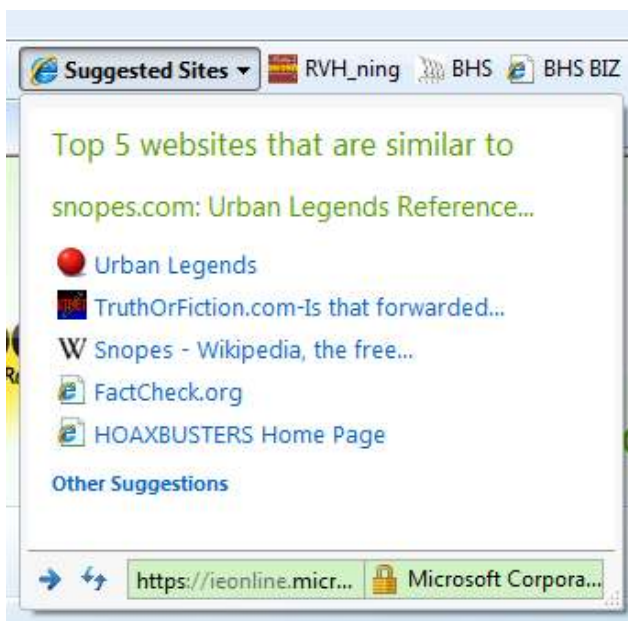 Suggested Sites RVH_ning BHS BHS BIZ
Top 5 websites that are similar to
snopes.com: Urban Legends Reference...
Urban Legends
TruthOrFiction.com-Is that forwarded...
W Snopes - Wikipedia, the free...
FactCheck.org
HOAXBUSTERS Home Page
Other Suggestions
https://ieonline.micr... Microsoft Corpora...